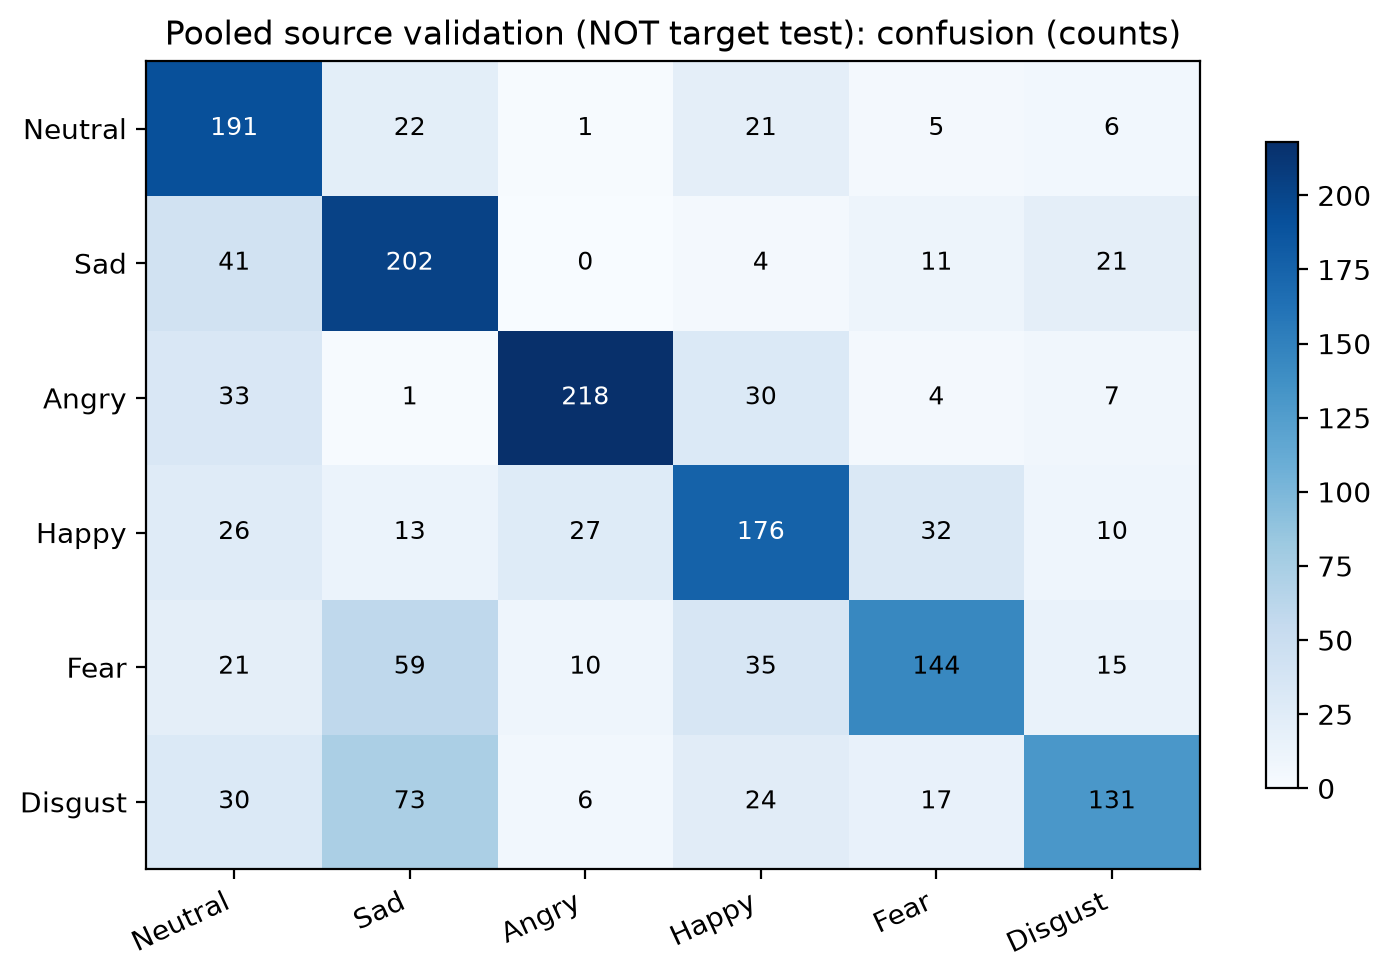 Pooled source validation (NOT target test): confusion (counts)
Neutral 191 22 1 21 5 6
Sad 41 202 0 4 11 21
Angry 33 1 218 30 4 7
Happy 26 13 27 176 32 10
Fear 21 59 10 35 144 15
Disgust 30 73 6 24 17 131
Neutral Sad Angry Happy Fear Disgust
200
175
150
125
100
75
50
25
0